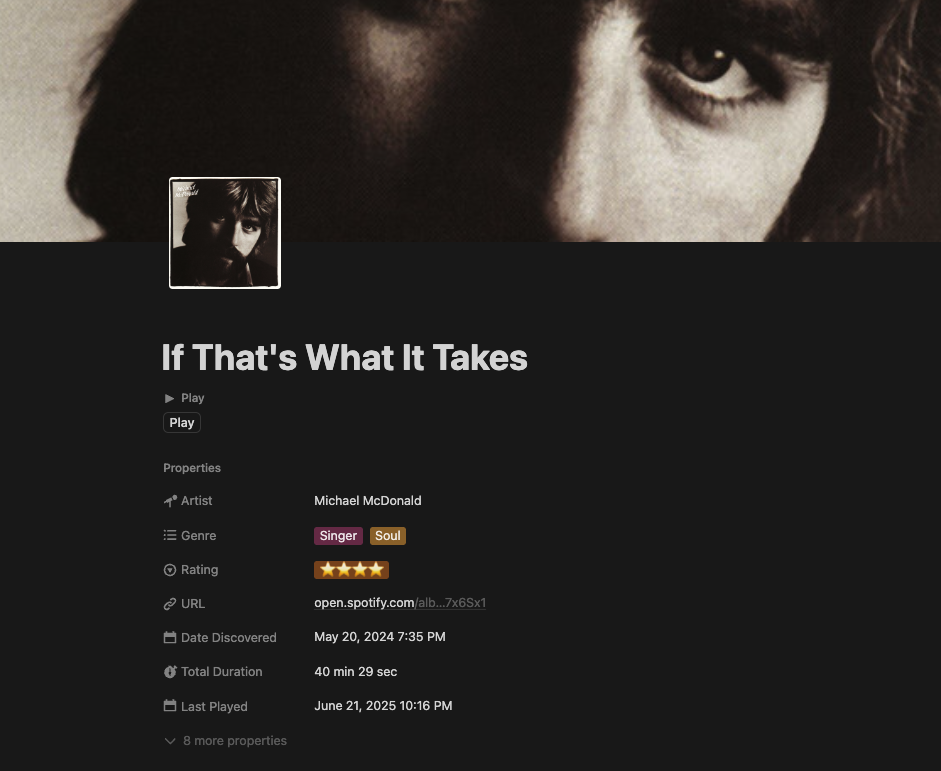 If That's What It Takes
Play
Play
Properties
Artist Michael McDonald
Genre Singer Soul
Rating ⭐⭐⭐⭐
URL open.spotify.com/alb...7x6Sx1
Date Discovered May 20, 2024 7:35 PM
Total Duration 40 min 29 sec
Last Played June 21, 2025 10:16 PM
8 more properties